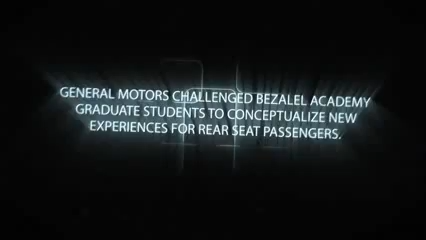 GENERAL MOTORS CHALLENGED BEZALEL ACADEMY
GRADUATE STUDENTS TO CONCEPTUALIZE NEW
EXPERIENCES FOR REAR SEAT PASSENGERS.